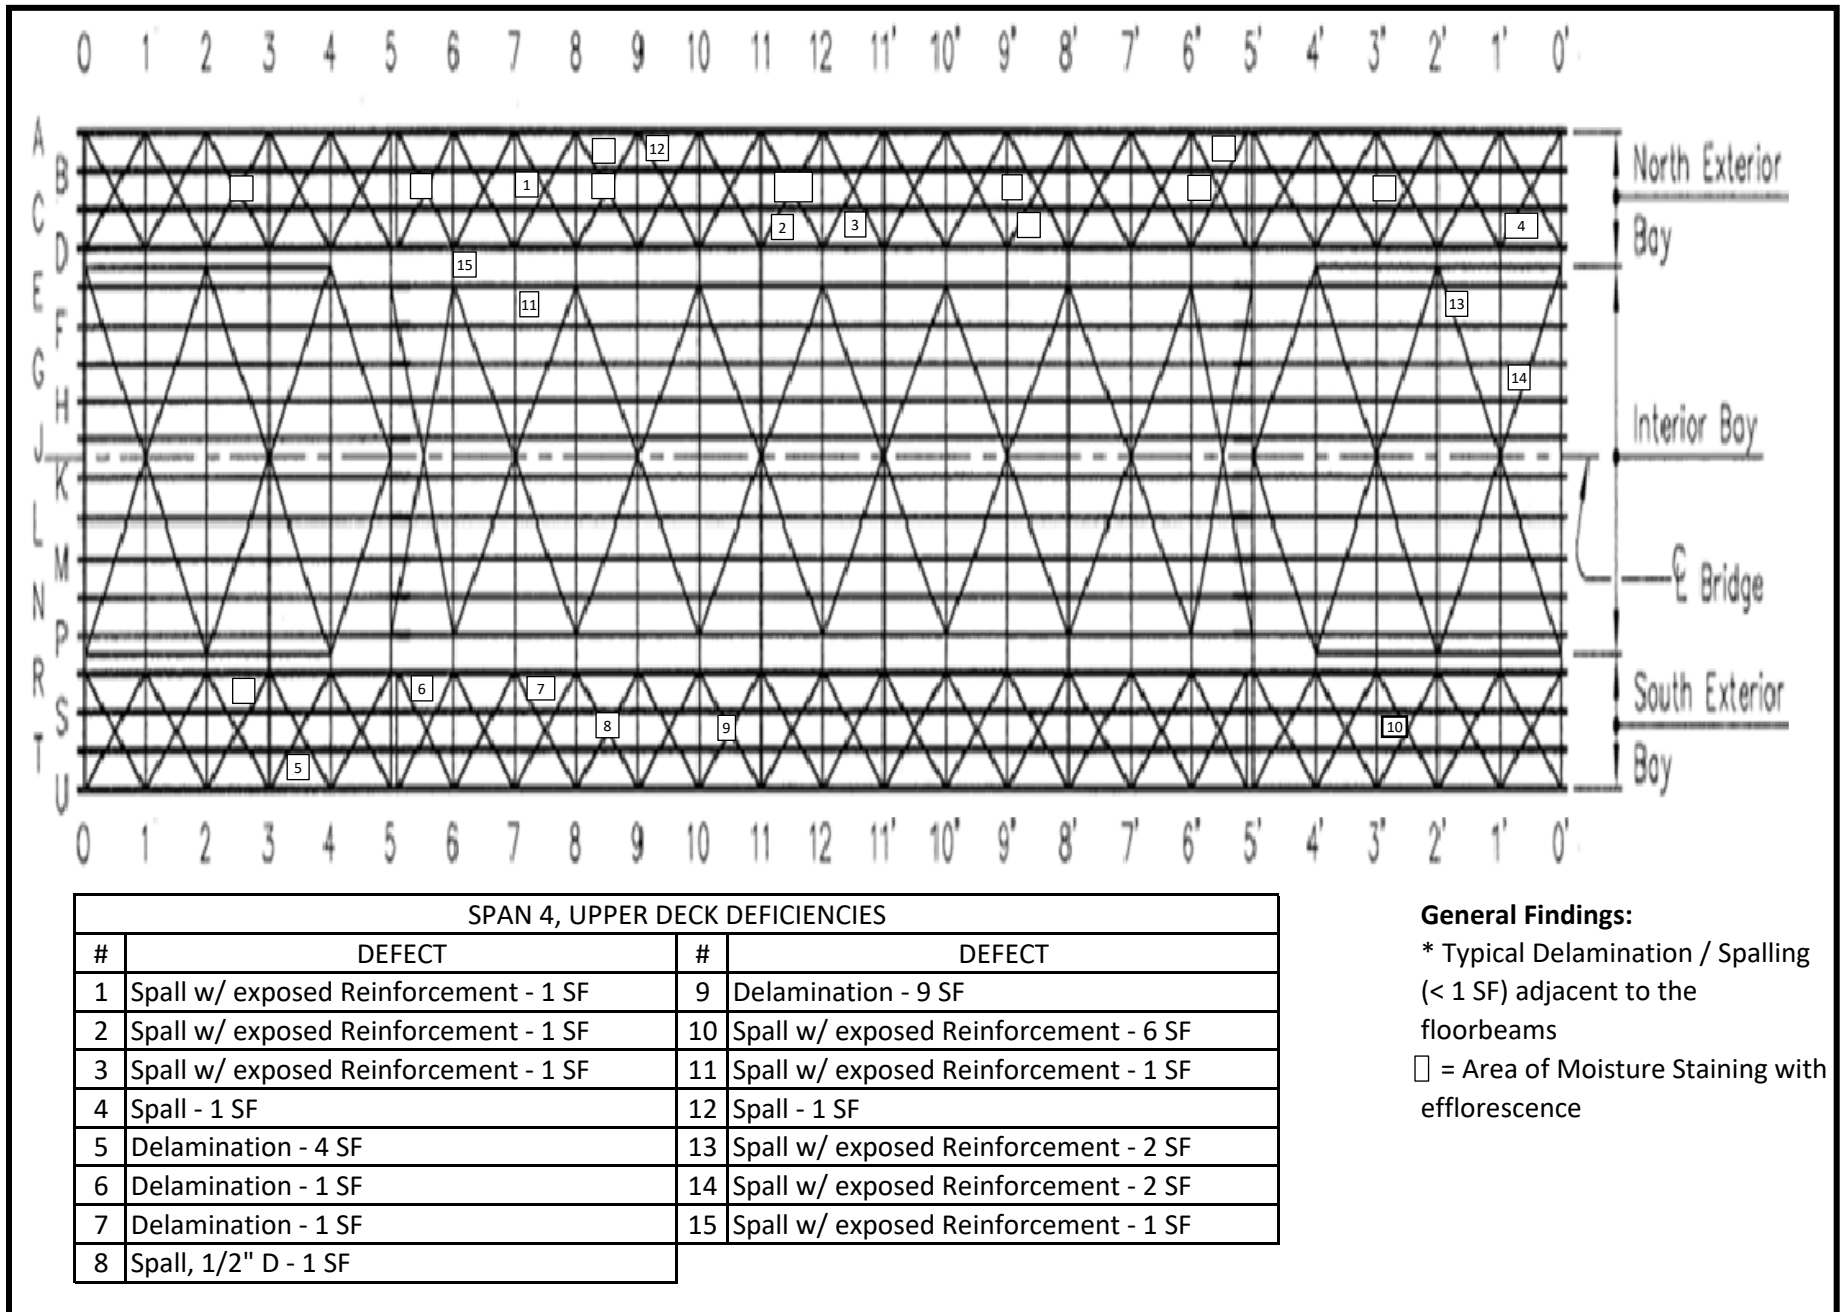 0 1 2 3 4 5 6 7 8 9 10 11 12 11' 10' 9' 8' 7' 6' 5' 4' 3' 2' 1' 0'
A
12
B
North Exterior
1
C
2 3 4
Bay
D
15
E
11 13
F
G
14
H
J
Interior Bay
K
L
M
℄ Bridge
N
P
R
6 7
South Exterior
S
8 9 10
T
5
Bay
U
0 1 2 3 4 5 6 7 8 9 10 11 12 11' 10' 9' 8' 7' 6' 5' 4' 3' 2' 1' 0'
SPAN 4, UPPER DECK DEFICIENCIES
# DEFECT # DEFECT
1 Spall w/ exposed Reinforcement - 1 SF 9 Delamination - 9 SF
2 Spall w/ exposed Reinforcement - 1 SF 10 Spall w/ exposed Reinforcement - 6 SF
3 Spall w/ exposed Reinforcement - 1 SF 11 Spall w/ exposed Reinforcement - 1 SF
4 Spall - 1 SF 12 Spall - 1 SF
5 Delamination - 4 SF 13 Spall w/ exposed Reinforcement - 2 SF
6 Delamination - 1 SF 14 Spall w/ exposed Reinforcement - 2 SF
7 Delamination - 1 SF 15 Spall w/ exposed Reinforcement - 1 SF
8 Spall, 1/2" D - 1 SF
General Findings:
* Typical Delamination / Spalling
(< 1 SF) adjacent to the
floorbeams
= Area of Moisture Staining with
efflorescence